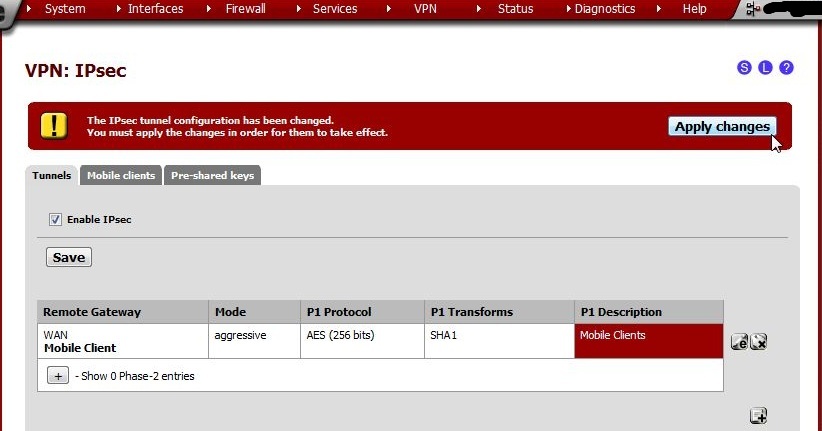 System Interfaces Firewall Services VPN Status Diagnostics Help
VPN: IPsec
S L ?
The IPsec tunnel configuration has been changed.
You must apply the changes in order for them to take effect.
Apply changes
Tunnels Mobile clients Pre-shared keys
Enable IPsec
Save
Remote Gateway Mode P1 Protocol P1 Transforms P1 Description
WAN aggressive AES (256 bits) SHA1 Mobile Clients
Mobile Client
+ - Show 0 Phase-2 entries